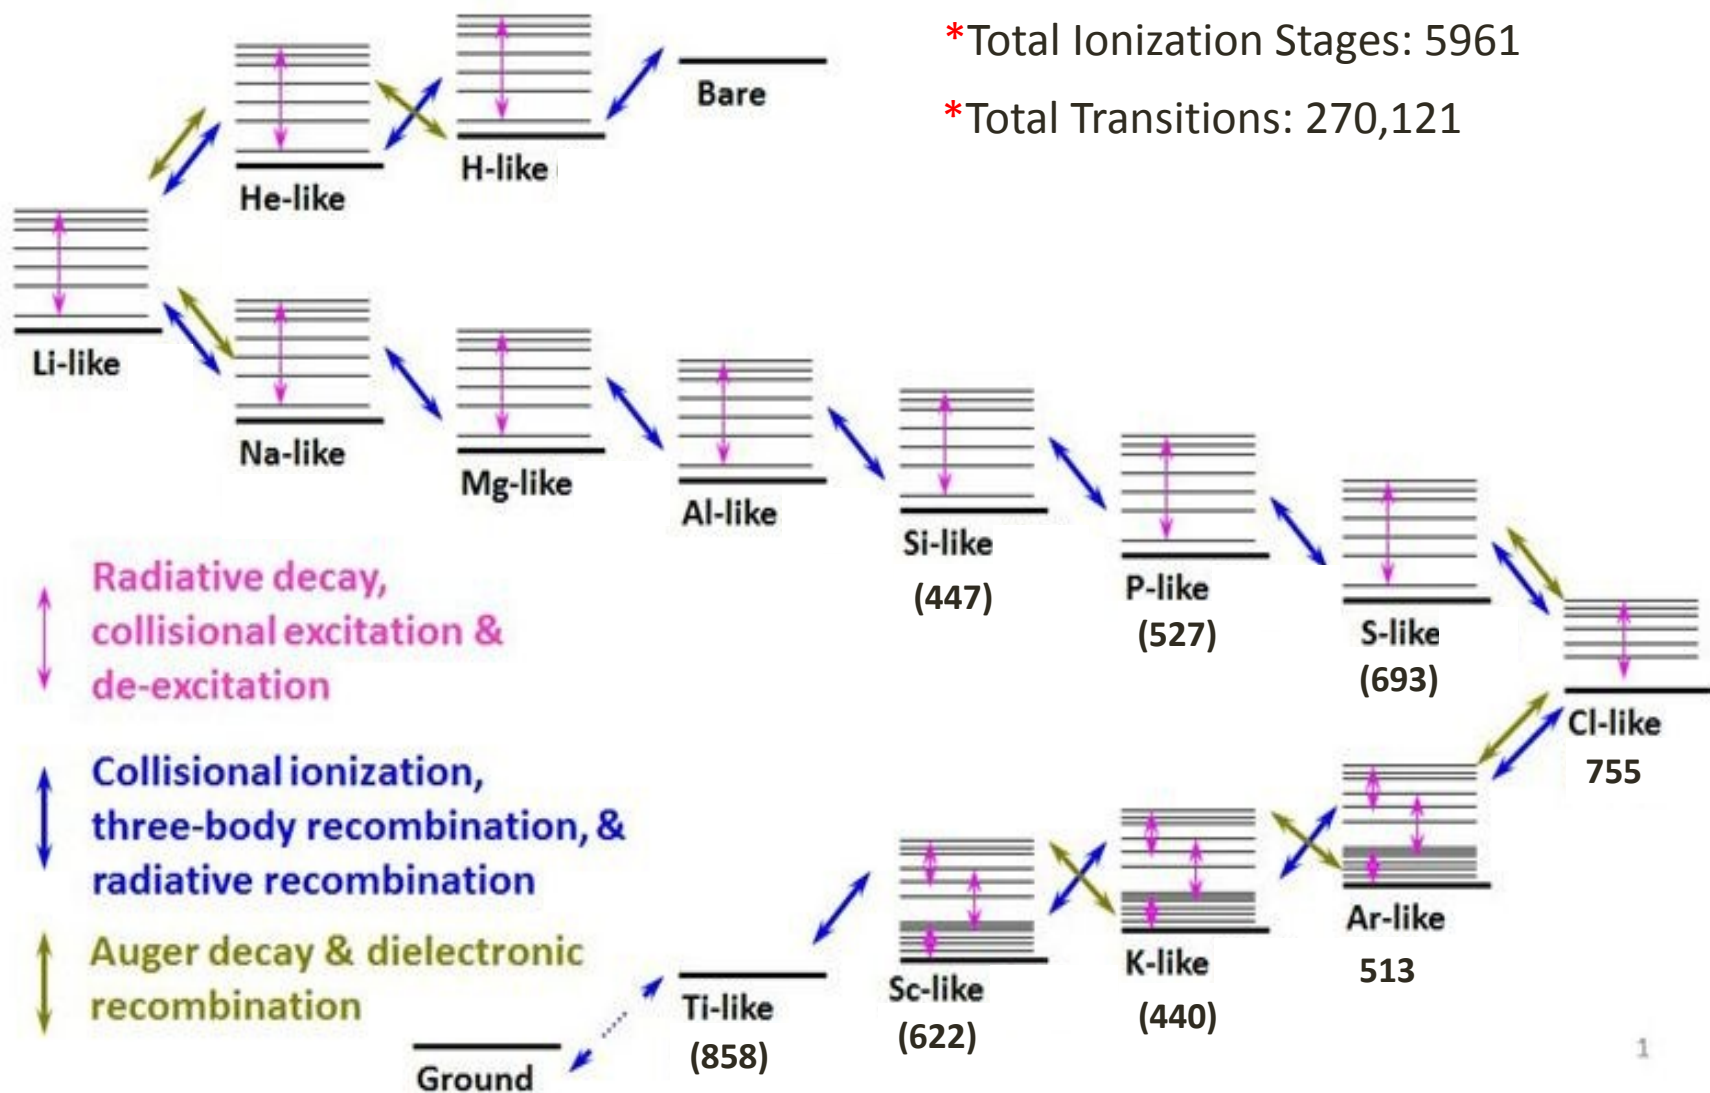 *Total Ionization Stages: 5961
*Total Transitions: 270,121
Bare
H-like
He-like
Li-like
Na-like
Mg-like
Al-like
Si-like
(447)
P-like
(527)
S-like
(693)
Cl-like
755
Ar-like
513
K-like
(440)
Sc-like
(622)
Ti-like
(858)
Ground
Radiative decay,
collisional excitation &
de-excitation
Collisional ionization,
three-body recombination, &
radiative recombination
Auger decay & dielectronic
recombination
1